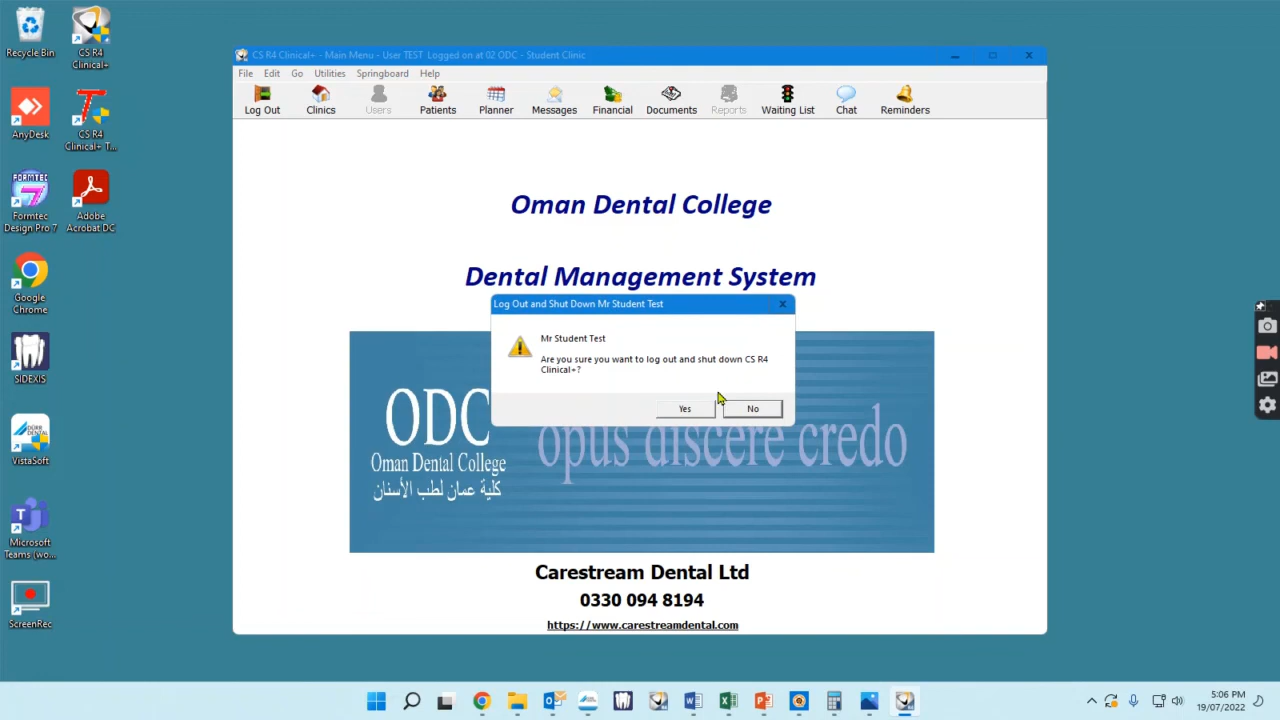 Recycle Bin
CS R4
Clinical+
AnyDesk
CS R4
Clinical+ T...
Formtec
Design Pro 7
Adobe
Acrobat DC
Google
Chrome
SIDEXIS
VistaSoft
Microsoft
Teams (wo...
ScreenRec
CS R4 Clinical+ - Main Menu - User TEST Logged on at 02 ODC - Student Clinic
File Edit Go Utilities Springboard Help
Log Out Clinics Users Patients Planner Messages Financial Documents Reports Waiting List Chat Reminders
Oman Dental College
Dental Management System
Log Out and Shut Down Mr Student Test
Mr Student Test
Are you sure you want to log out and shut down CS R4
Clinical+?
Yes No
ODC
Oman Dental College
كلية عمان لطب الأسنان
opus discere credo
Carestream Dental Ltd
0330 094 8194
https://www.carestreamdental.com
5:06 PM
19/07/2022